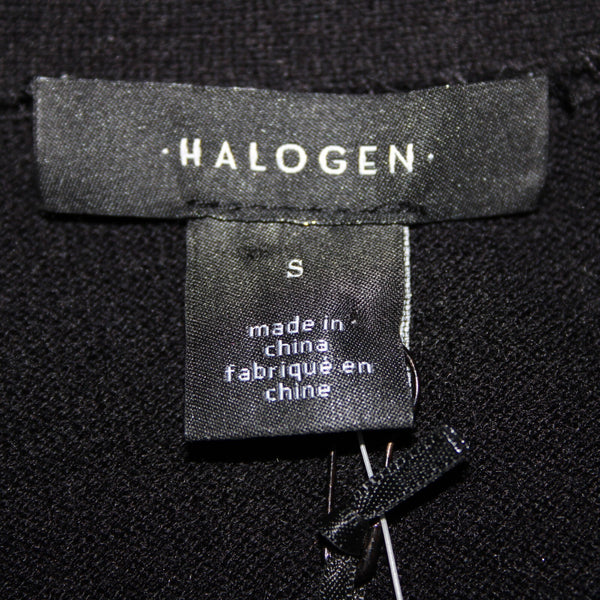 ·HALOGEN·
S
made in
china
fabriqué en
chine